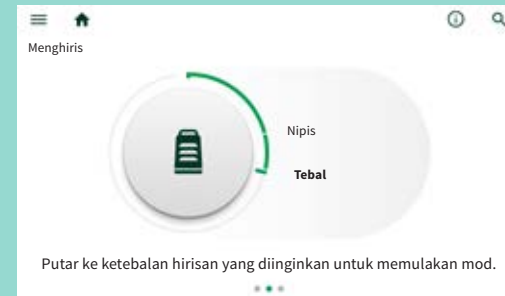 Menghiris
Nipis
Tebal
Putar ke ketebalan hirisan yang diinginkan untuk memulakan mod.